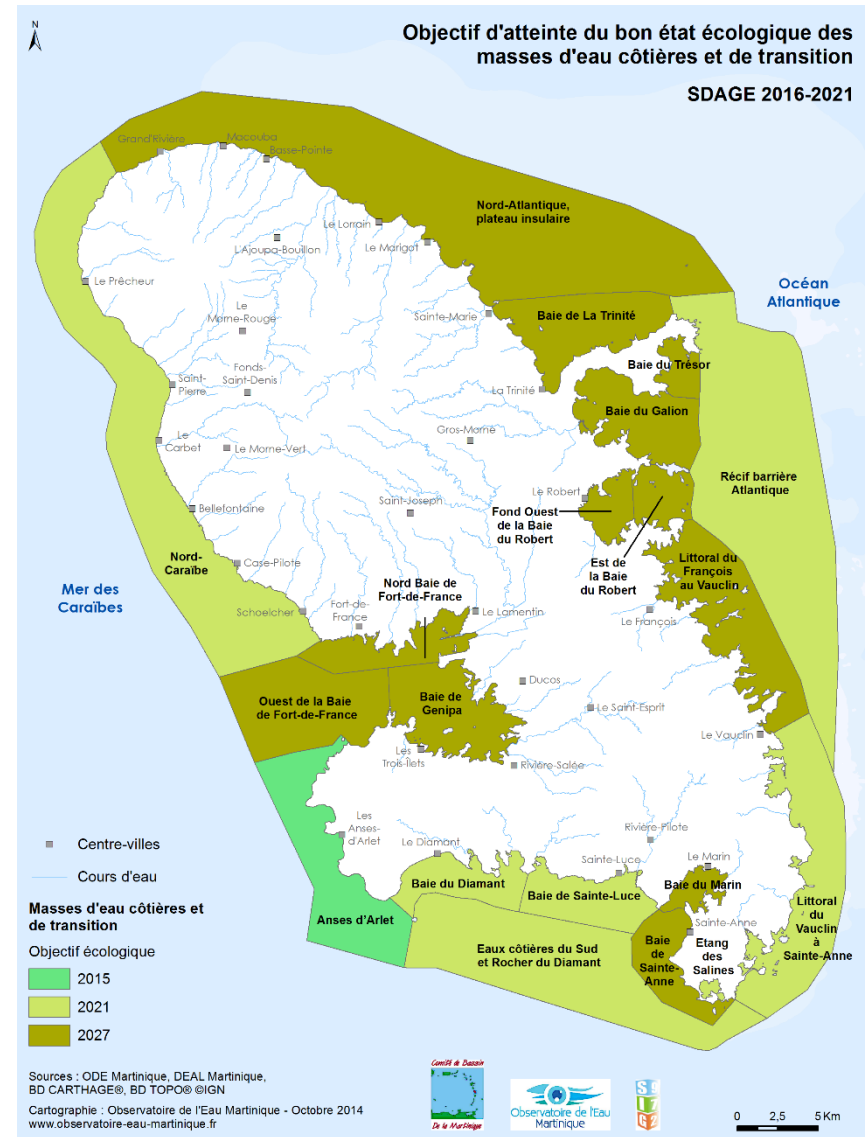 N
Objectif d'atteinte du bon état écologique des
masses d'eau côtières et de transition
SDAGE 2016-2021
Grand'Rivière
Macouba
Basse-Pointe
Nord-Atlantique,
plateau insulaire
Le Lorrain
L'Ajoupa-Bouillon
Le Marigot
Océan
Atlantique
Le Prêcheur
Le
Morne-Rouge
Sainte-Marie
Baie de La Trinité
Fonds-
Saint-Denis
Baie du Trésor
Saint-
Pierre
La Trinité
Baie du Galion
Gros-Morne
Le
Carbet
Le Morne-Vert
Récif barrière
Atlantique
Le Robert
Saint-Joseph
Bellefontaine
Fond Ouest
de la Baie
du Robert
Nord-
Caraïbe
Case-Pilote
Est de
la Baie
du Robert
Littoral du
François
au Vauclin
Mer des
Caraïbes
Nord Baie de
Fort-de-France
Schoelcher
Fort-de-
France
Le Lamentin
Le François
Ducos
Ouest de la Baie
de Fort-de-France
Baie de
Genipa
Le Saint-Esprit
Le Vauclin
Les
Trois-Ilets
Rivière-Salée
Les
Anses-
d'Arlet
Le Diamant
Rivière-Pilote
Sainte-Luce
Le Marin
Baie du Diamant
Baie de Sainte-Luce
Baie du Marin
Anses d'Arlet
Sainte-Anne
Littoral
du
Vauclin
à
Sainte-Anne
Eaux côtières du Sud
et Rocher du Diamant
Baie
de
Sainte-
Anne
Etang
des
Salines
Centre-villes
Cours d'eau
Masses d'eau côtières et
de transition
Objectif écologique
2015
2021
2027
Sources : ODE Martinique, DEAL Martinique,
BD CARTHAGE®, BD TOPO® ©IGN
Cartographie : Observatoire de l'Eau Martinique - Octobre 2014
www.observatoire-eau-martinique.fr
Comité de Bassin
De la Martinique
Observatoire de l'Eau
Martinique
0 2,5 5 Km